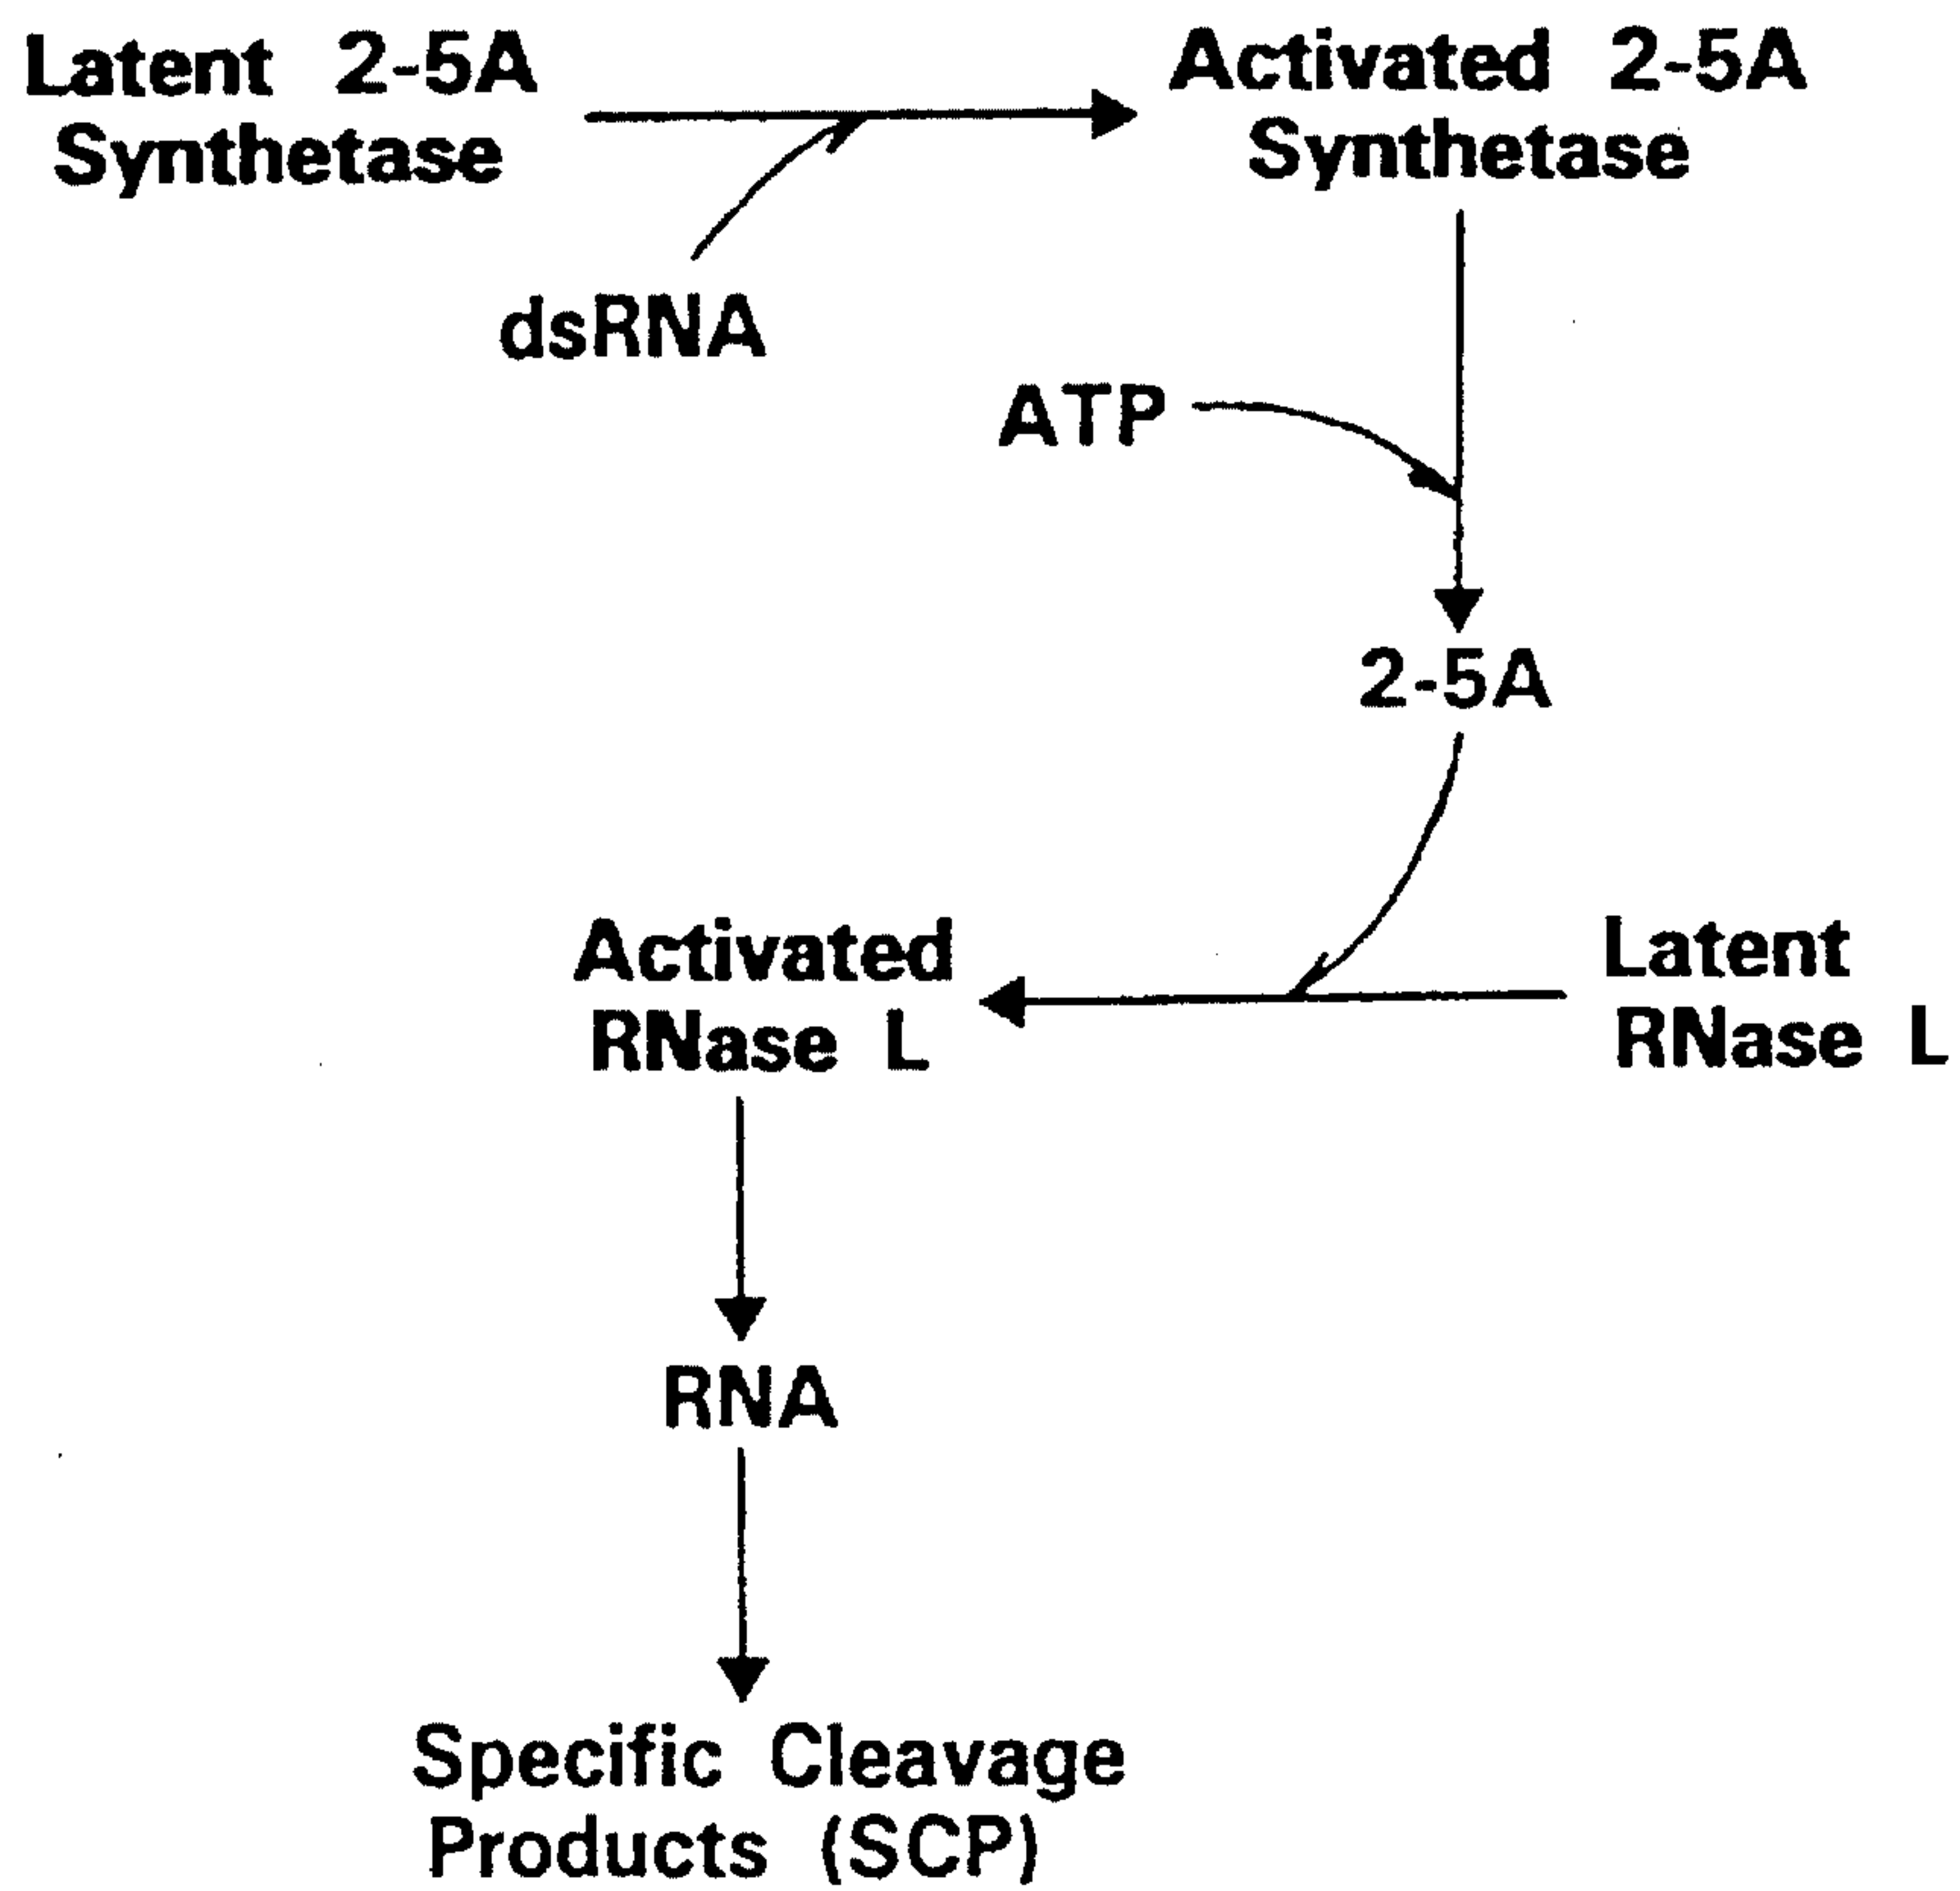 Latent 2-5A
Synthetase
Activated 2-5A
Synthetase
dsRNA
ATP
2-5A
Activated
RNase L
Latent
RNase L
RNA
Specific Cleavage
Products (SCP)